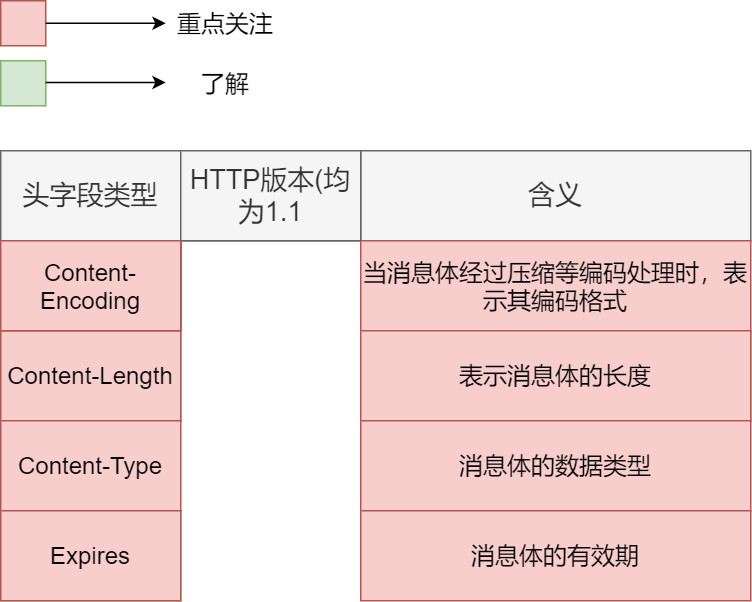 重点关注
了解
头字段类型
HTTP版本(均
为1.1
含义
Content-
Encoding
当消息体经过压缩等编码处理时，表
示其编码格式
Content-Length
表示消息体的长度
Content-Type
消息体的数据类型
Expires
消息体的有效期